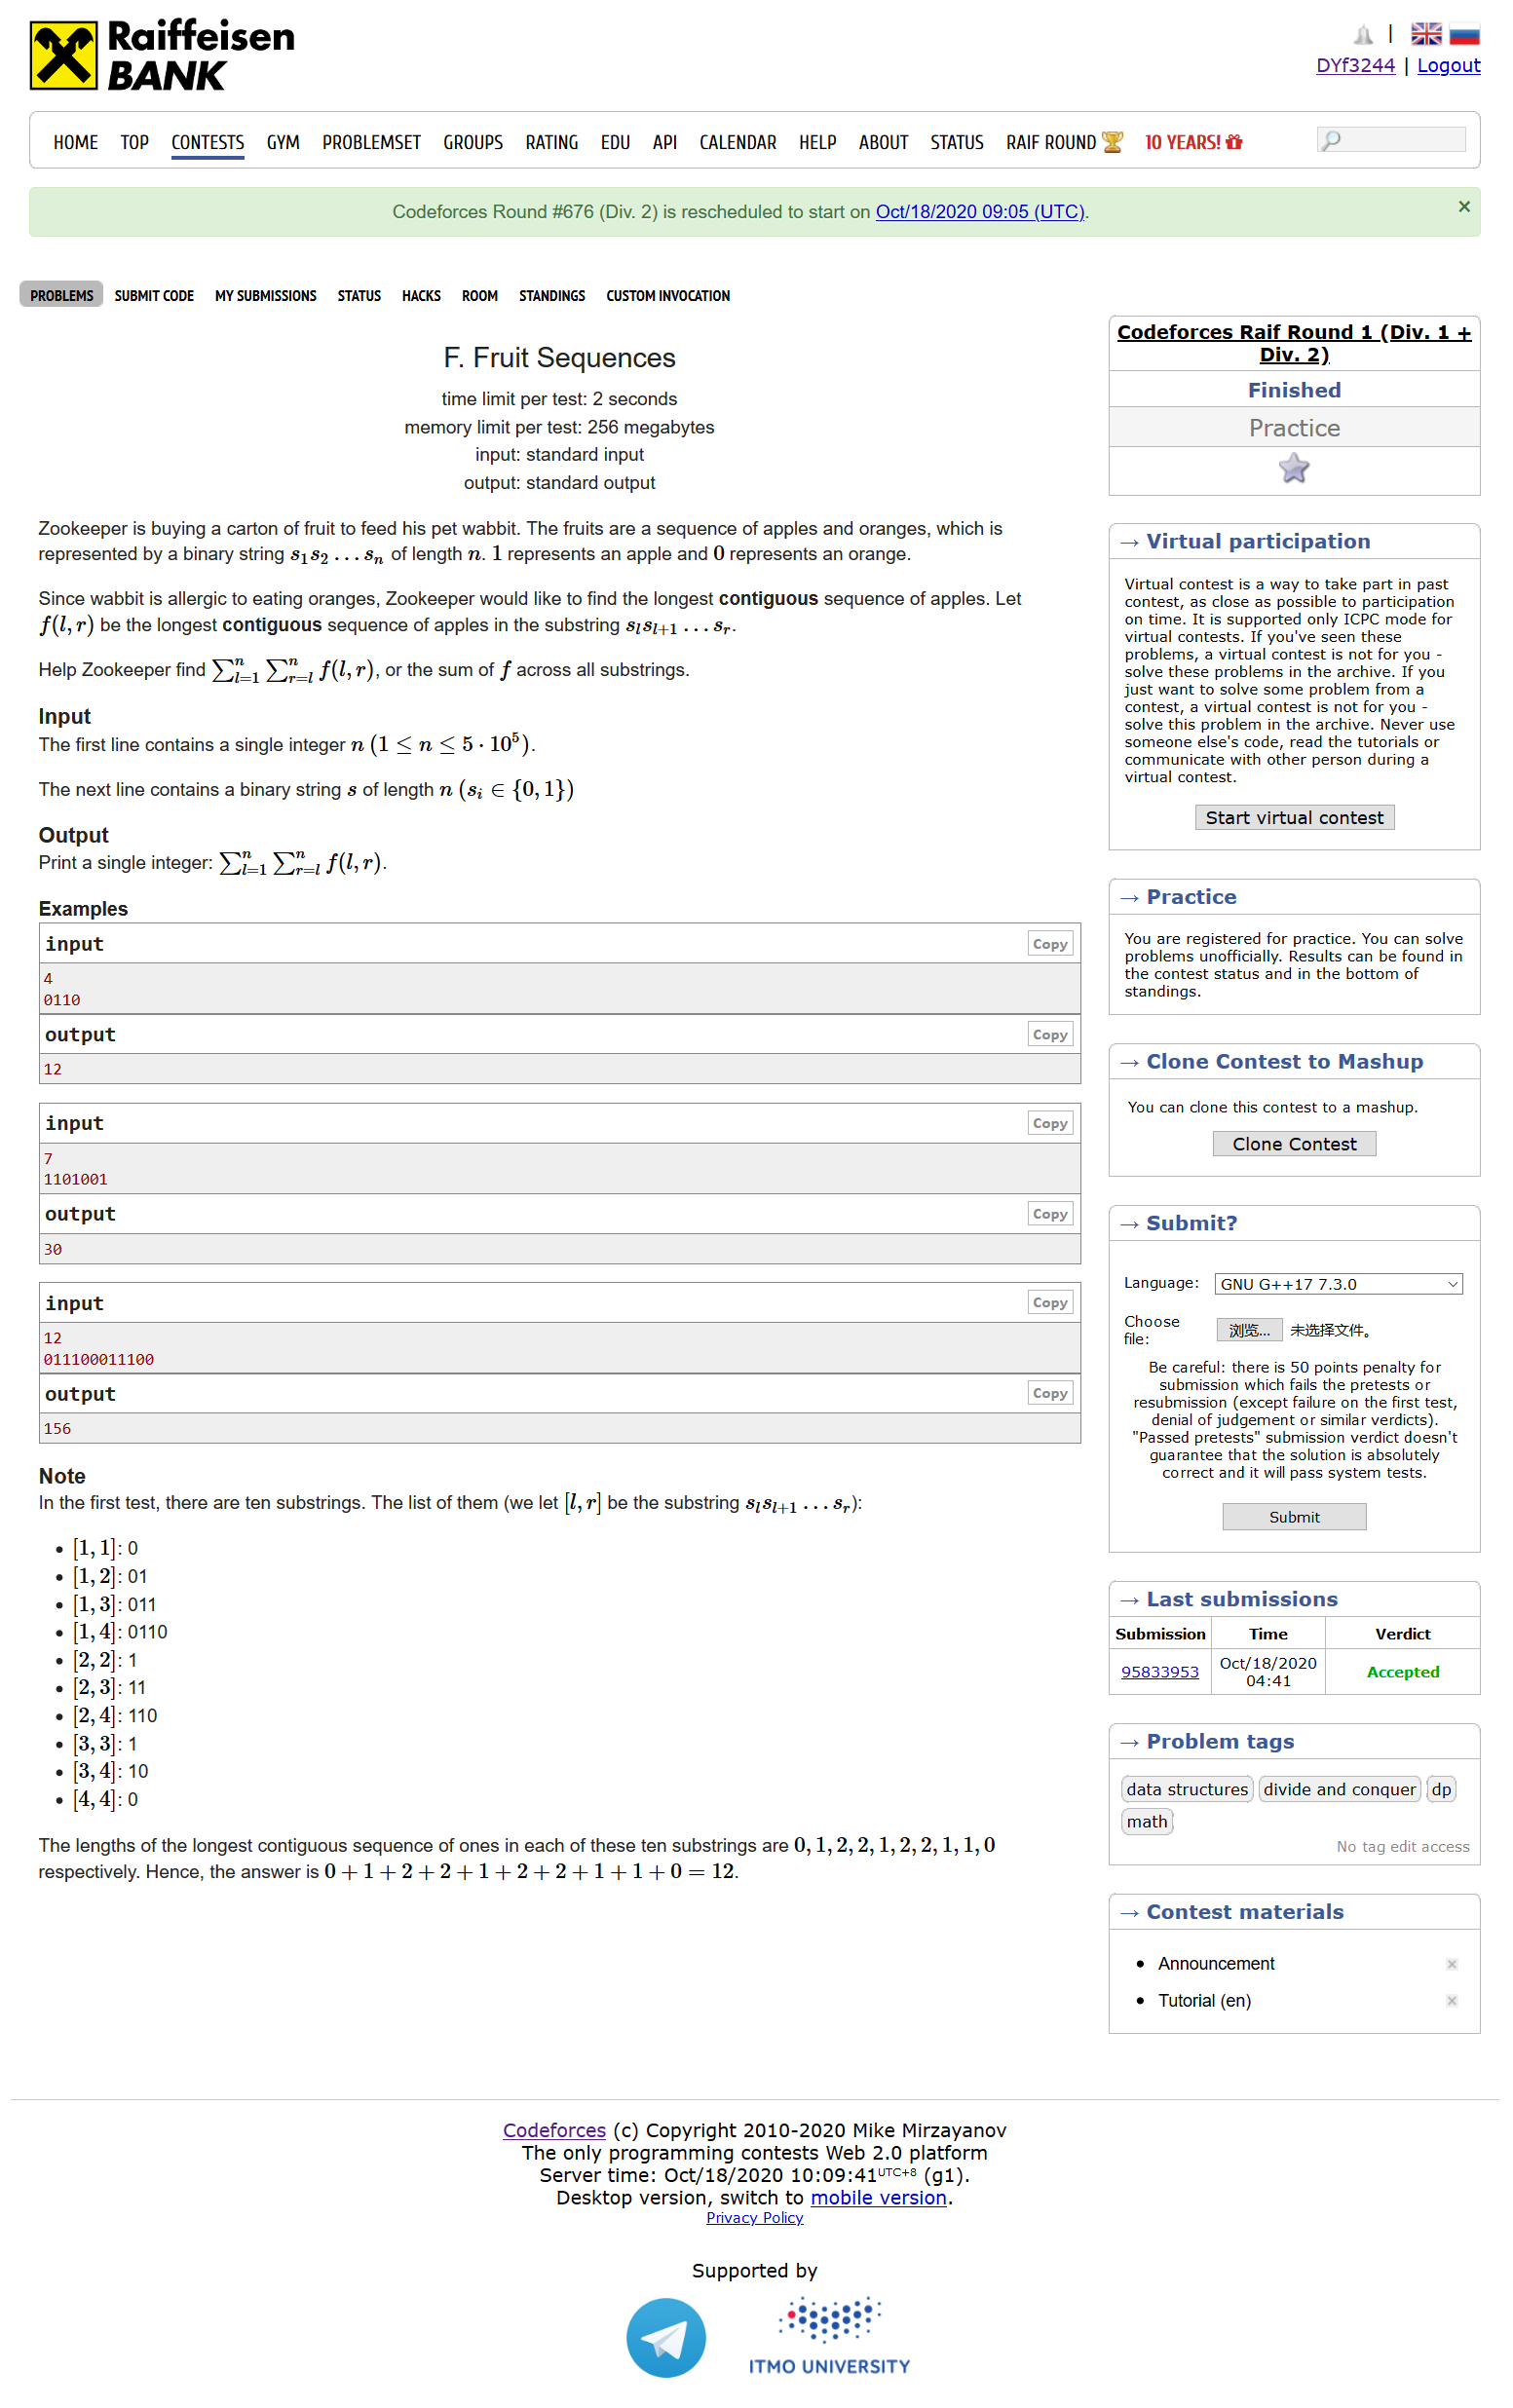 Raiffeisen
BANK
|
DYf3244 | Logout
HOME TOP CONTESTS GYM PROBLEMSET GROUPS RATING EDU API CALENDAR HELP ABOUT STATUS RAIF ROUND 10 YEARS!
Codeforces Round #676 (Div. 2) is rescheduled to start on Oct/18/2020 09:05 (UTC).
×
PROBLEMS SUBMIT CODE MY SUBMISSIONS STATUS HACKS ROOM STANDINGS CUSTOM INVOCATION
F. Fruit Sequences
time limit per test: 2 seconds
memory limit per test: 256 megabytes
input: standard input
output: standard output
Zookeeper is buying a carton of fruit to feed his pet wabbit. The fruits are a sequence of apples and oranges, which is
represented by a binary string s₁s₂…sₙ of length n. 1 represents an apple and 0 represents an orange.
Since wabbit is allergic to eating oranges, Zookeeper would like to find the longest contiguous sequence of apples. Let
f(l, r) be the longest contiguous sequence of apples in the substring s_l s_{l+1} … s_r.
Help Zookeeper find ∑_{l=1}^{n} ∑_{r=l}^{n} f(l, r), or the sum of f across all substrings.
Input
The first line contains a single integer n (1 ≤ n ≤ 5 · 10⁵).
The next line contains a binary string s of length n (s_i ∈ {0, 1})
Output
Print a single integer: ∑_{l=1}^{n} ∑_{r=l}^{n} f(l, r).
Examples
input Copy
4
0110
output Copy
12
input Copy
7
1101001
output Copy
30
input Copy
12
011100011100
output Copy
156
Note
In the first test, there are ten substrings. The list of them (we let [l, r] be the substring s_l s_{l+1} … s_r):
• [1, 1]: 0
• [1, 2]: 01
• [1, 3]: 011
• [1, 4]: 0110
• [2, 2]: 1
• [2, 3]: 11
• [2, 4]: 110
• [3, 3]: 1
• [3, 4]: 10
• [4, 4]: 0
The lengths of the longest contiguous sequence of ones in each of these ten substrings are 0, 1, 2, 2, 1, 2, 2, 1, 1, 0
respectively. Hence, the answer is 0 + 1 + 2 + 2 + 1 + 2 + 2 + 1 + 1 + 0 = 12.
Codeforces Raif Round 1 (Div. 1 +
Div. 2)
Finished
Practice
→ Virtual participation
Virtual contest is a way to take part in past
contest, as close as possible to participation
on time. It is supported only ICPC mode for
virtual contests. If you've seen these
problems, a virtual contest is not for you -
solve these problems in the archive. If you
just want to solve some problem from a
contest, a virtual contest is not for you -
solve this problem in the archive. Never use
someone else's code, read the tutorials or
communicate with other person during a
virtual contest.
Start virtual contest
→ Practice
You are registered for practice. You can solve
problems unofficially. Results can be found in
the contest status and in the bottom of
standings.
→ Clone Contest to Mashup
You can clone this contest to a mashup.
Clone Contest
→ Submit?
Language: GNU G++17 7.3.0
Choose
file: 浏览... 未选择文件。
Be careful: there is 50 points penalty for
submission which fails the pretests or
resubmission (except failure on the first test,
denial of judgement or similar verdicts).
"Passed pretests" submission verdict doesn't
guarantee that the solution is absolutely
correct and it will pass system tests.
Submit
→ Last submissions
Submission Time Verdict
95833953 Oct/18/2020
04:41 Accepted
→ Problem tags
data structures divide and conquer dp
math
No tag edit access
→ Contest materials
• Announcement ×
• Tutorial (en) ×
Codeforces (c) Copyright 2010-2020 Mike Mirzayanov
The only programming contests Web 2.0 platform
Server time: Oct/18/2020 10:09:41 UTC+8 (g1).
Desktop version, switch to mobile version.
Privacy Policy
Supported by
ITMO UNIVERSITY